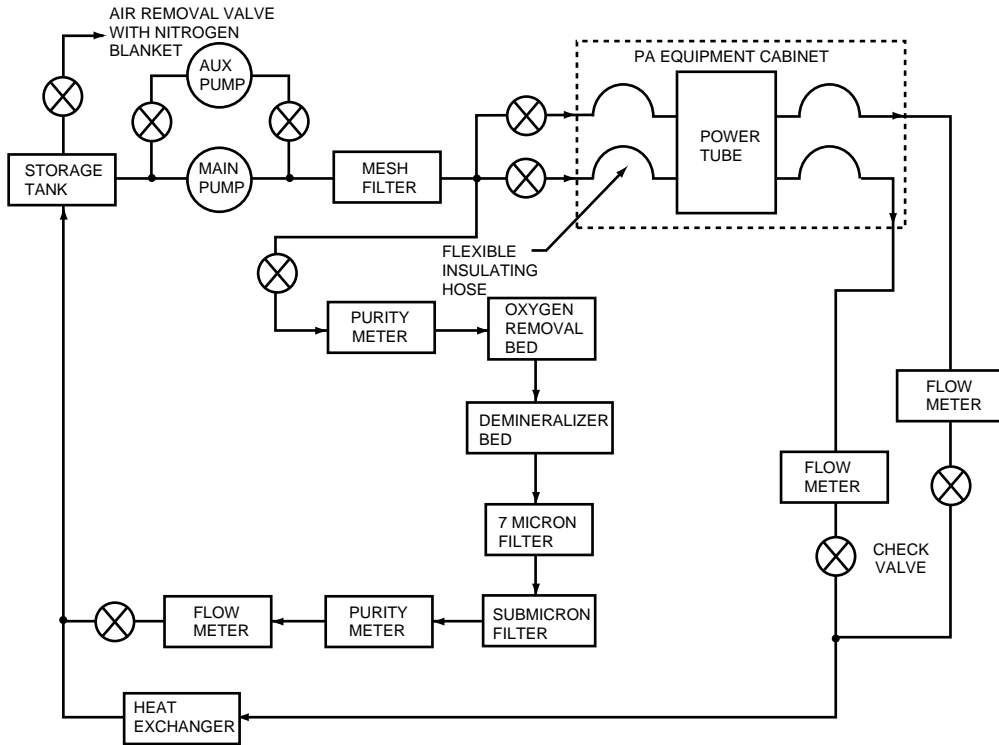 AIR REMOVAL VALVE
WITH NITROGEN
BLANKET
AUX
PUMP
PA EQUIPMENT CABINET
STORAGE
TANK
MAIN
PUMP
MESH
FILTER
POWER
TUBE
FLEXIBLE
INSULATING
HOSE
PURITY
METER
OXYGEN
REMOVAL
BED
FLOW
METER
DEMINERALIZER
BED
FLOW
METER
7 MICRON
FILTER
CHECK
VALVE
FLOW
METER
PURITY
METER
SUBMICRON
FILTER
HEAT
EXCHANGER